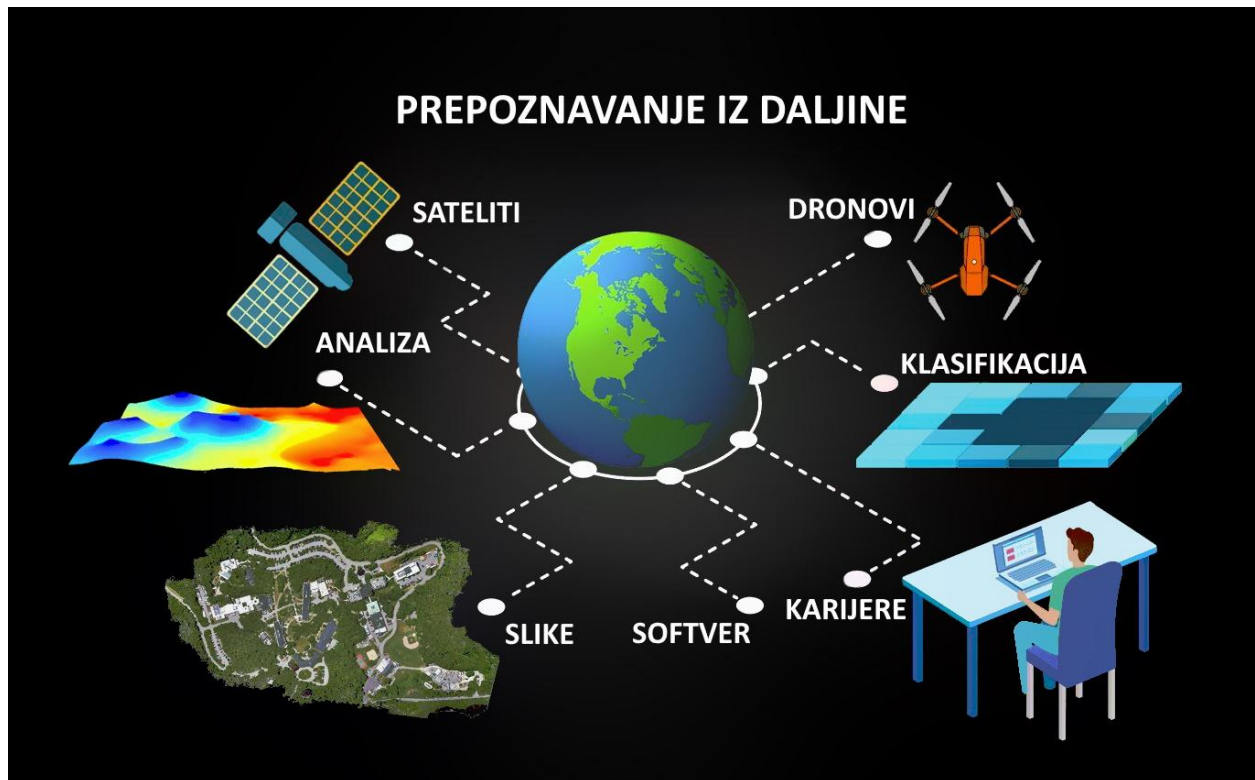 PREPOZNAVANJE IZ DALJINE
SATELITI
DRONOVI
ANALIZA
KLASIFIKACIJA
SLIKE
SOFTVER
KARIJERE